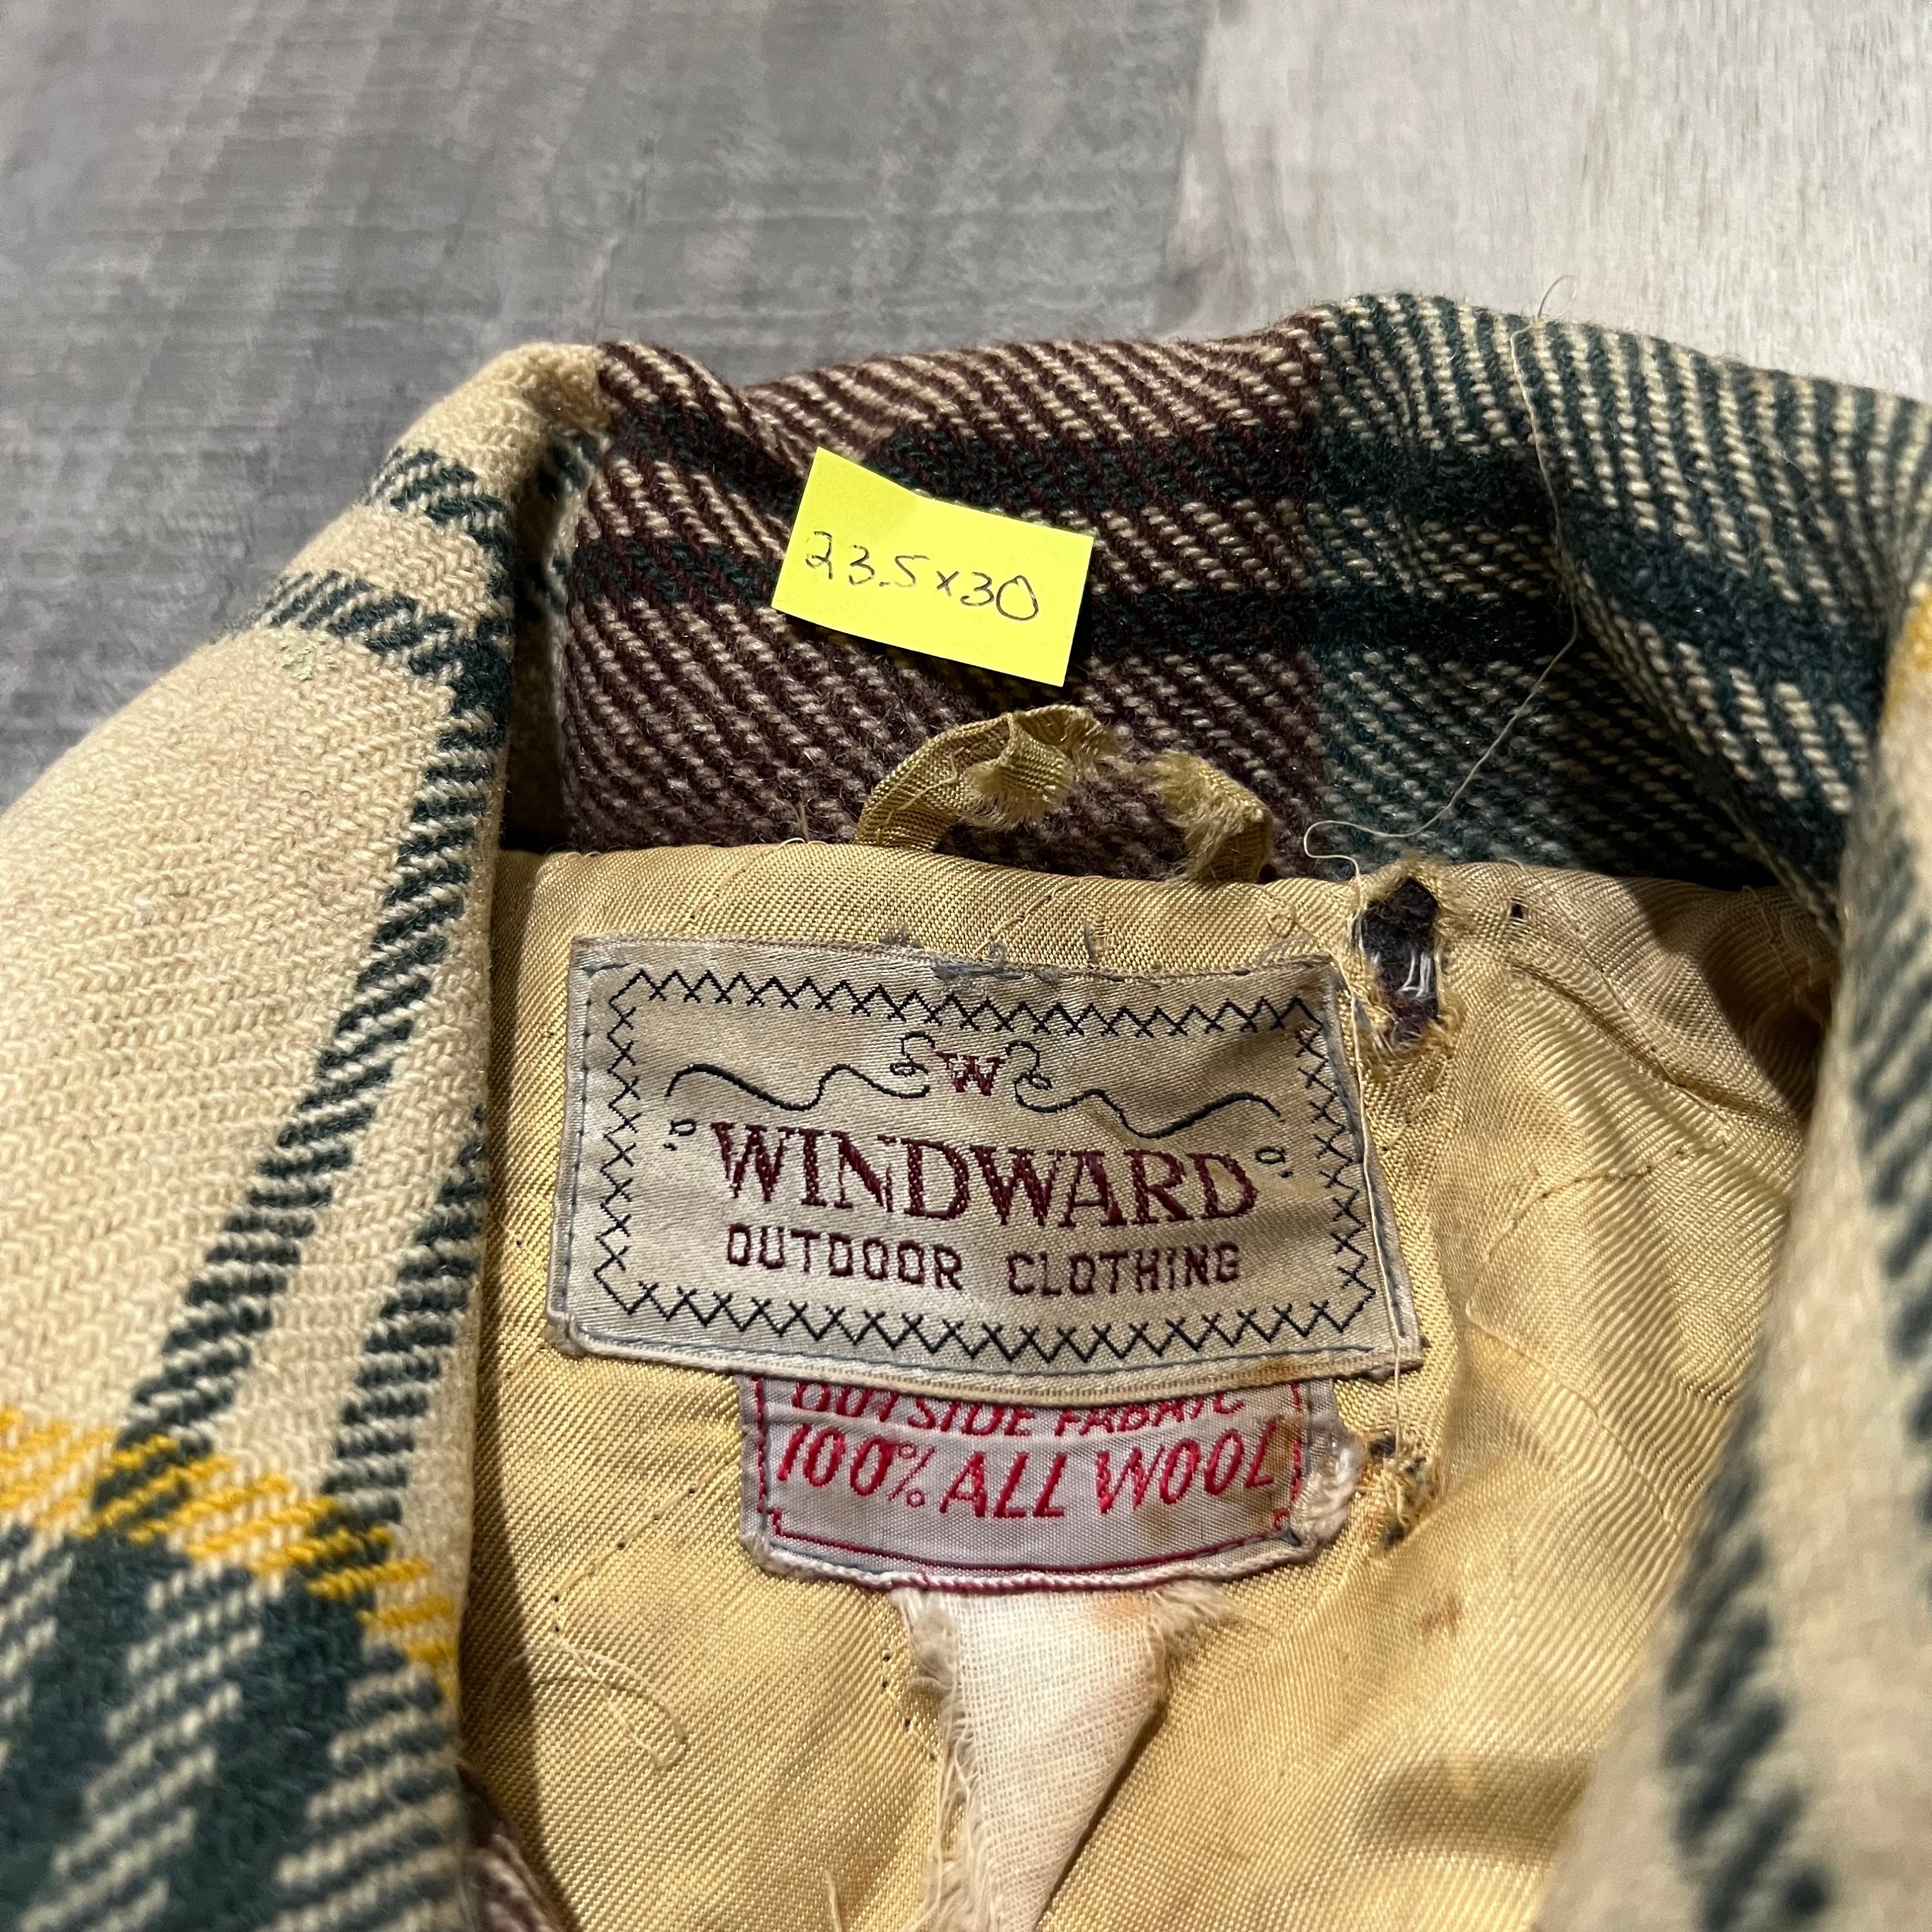 23.5x30
W
WINDWARD
OUTDOOR CLOTHING
OUTSIDE FABRIC
100% ALL WOOL